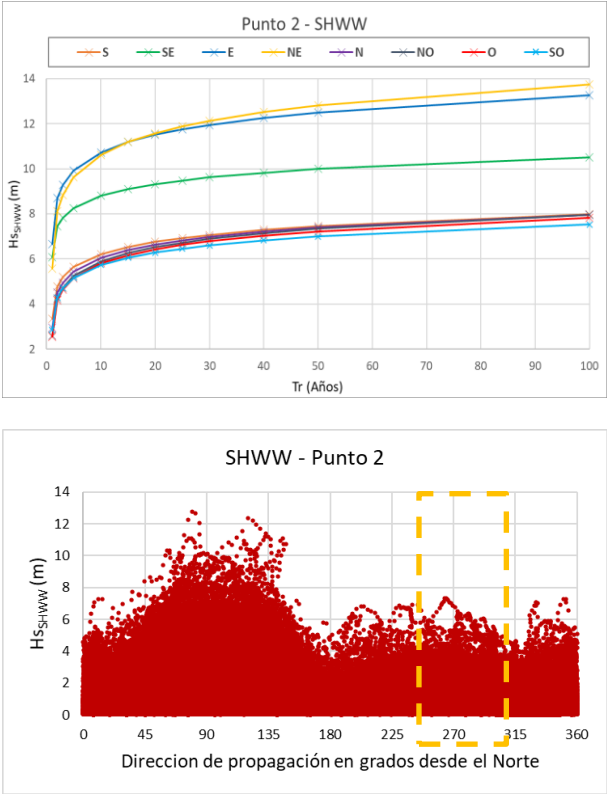 Punto 2 - SHWW
S SE E NE N NO O SO
14
12
10
8
6
4
2
HsSHWW (m)
0 10 20 30 40 50 60 70 80 90 100
Tr (Años)
SHWW - Punto 2
14
12
10
8
6
4
2
0
HsSHWW (m)
0 45 90 135 180 225 270 315 360
Direccion de propagación en grados desde el Norte